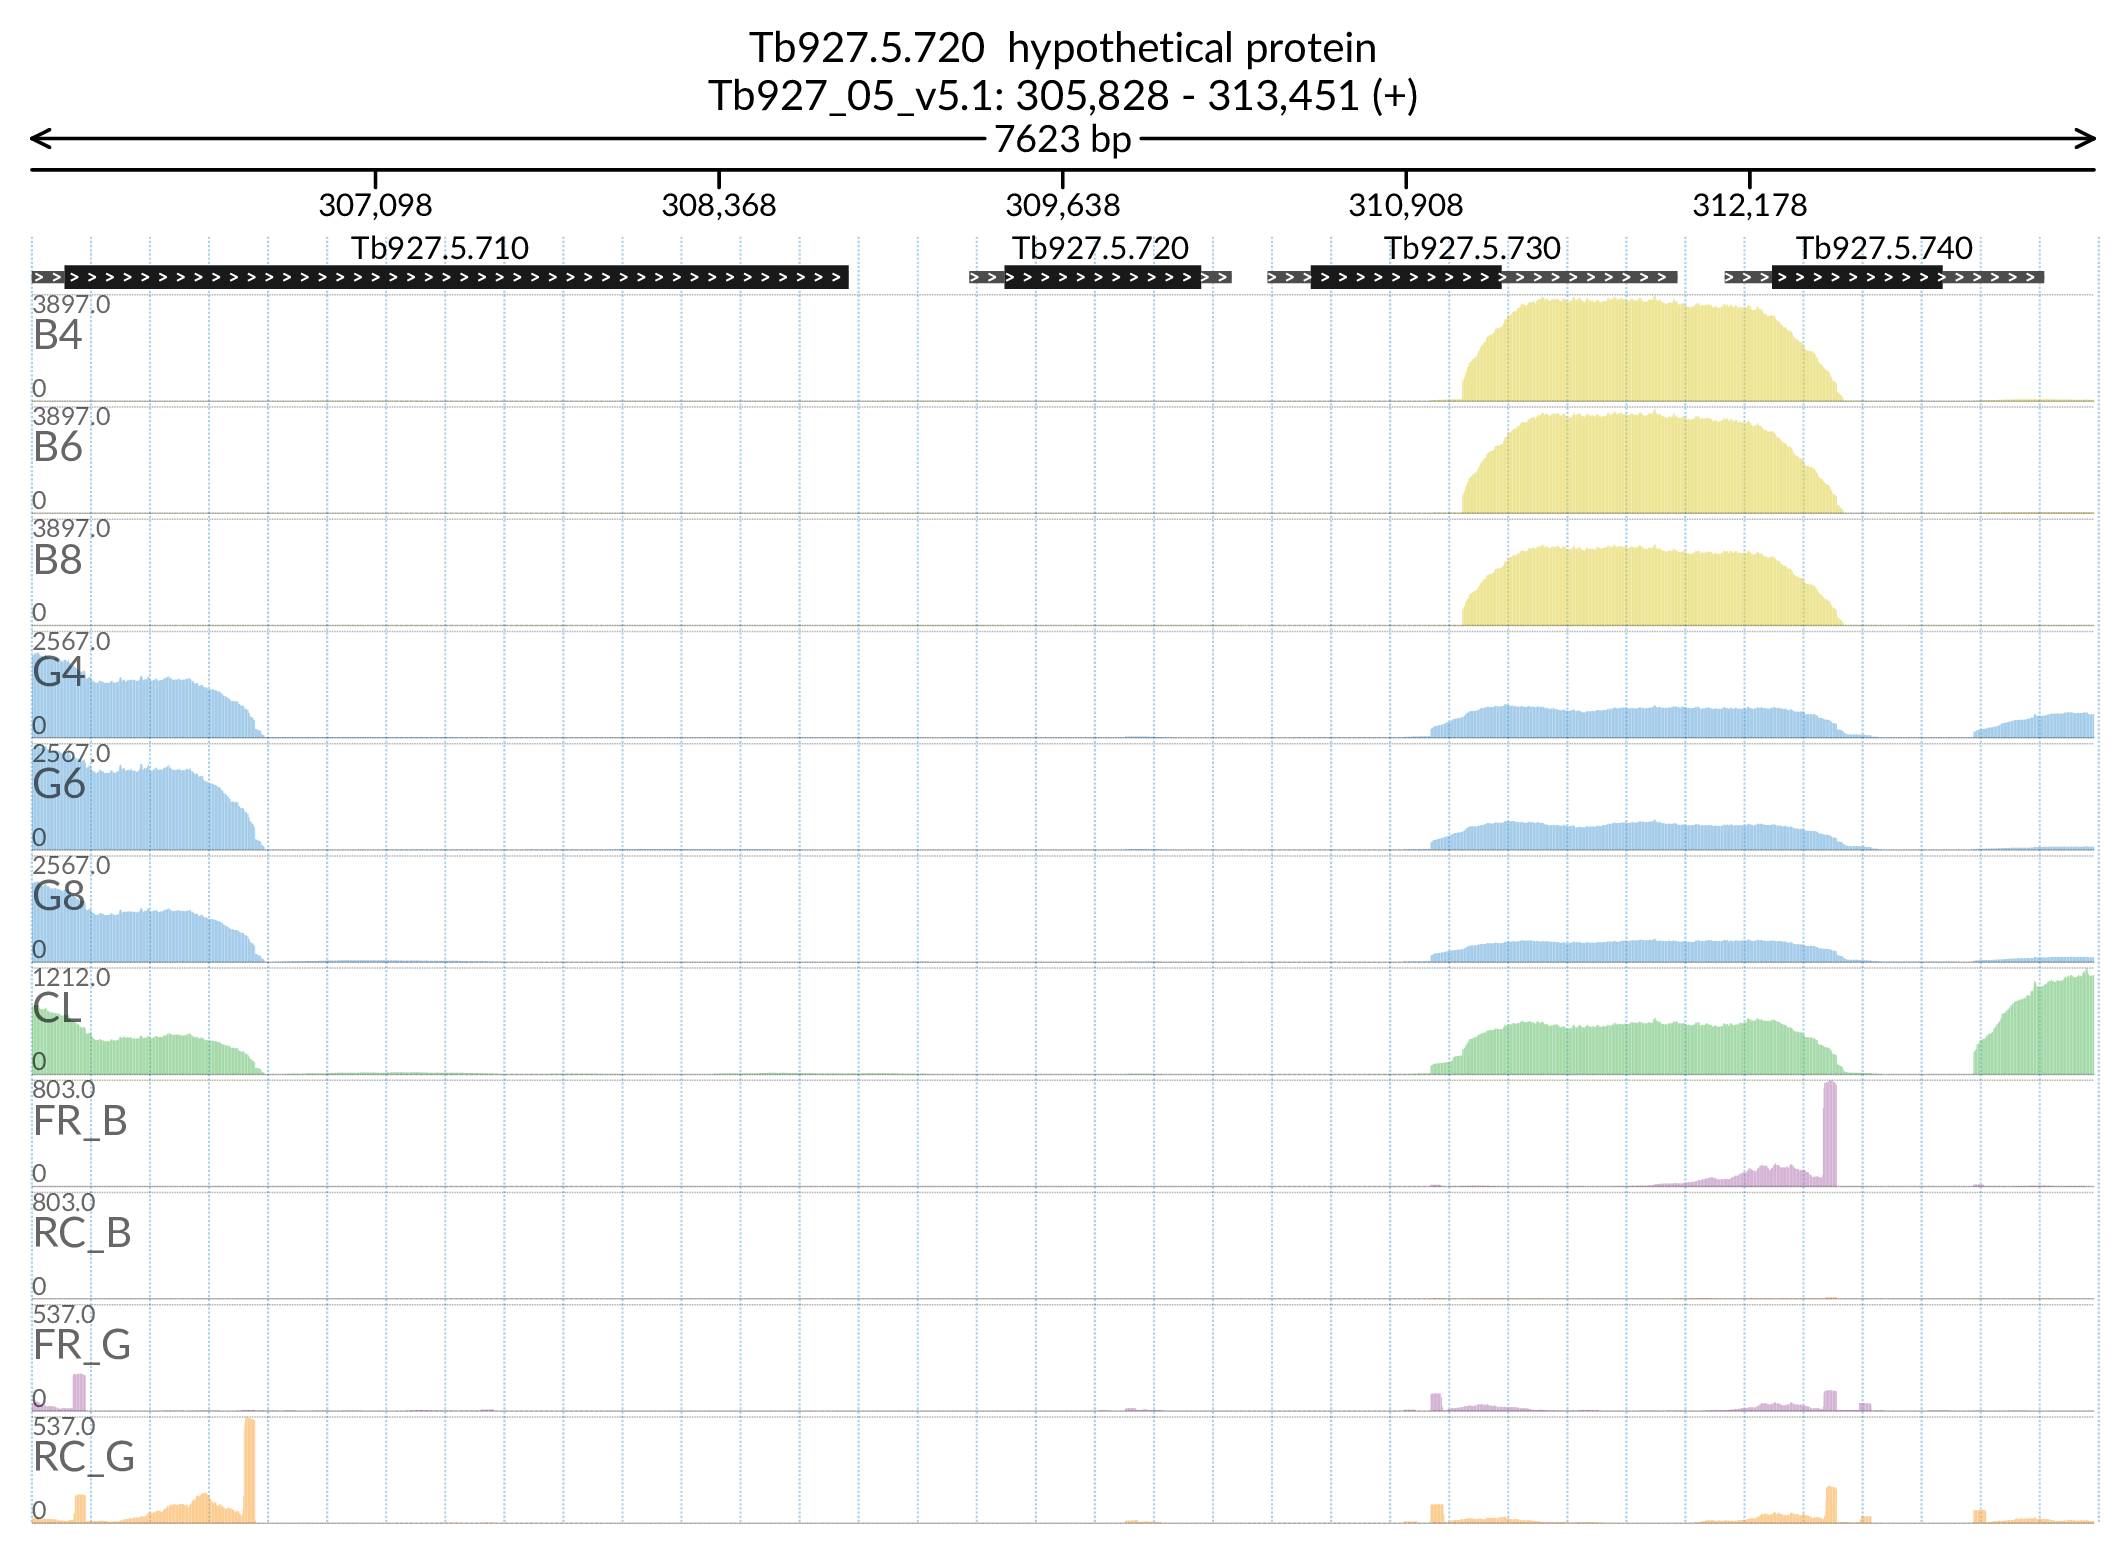 Tb927.5.720 hypothetical protein
Tb927_05_v5.1: 305,828 - 313,451 (+)
7623 bp
307,098 308,368 309,638 310,908 312,178
Tb927.5.710 Tb927.5.720 Tb927.5.730 Tb927.5.740
3897.0
B4
0
3897.0
B6
0
3897.0
B8
0
2567.0
G4
0
2567.0
G6
0
2567.0
G8
0
1212.0
CL
0
803.0
FR_B
0
803.0
RC_B
0
537.0
FR_G
0
537.0
RC_G
0